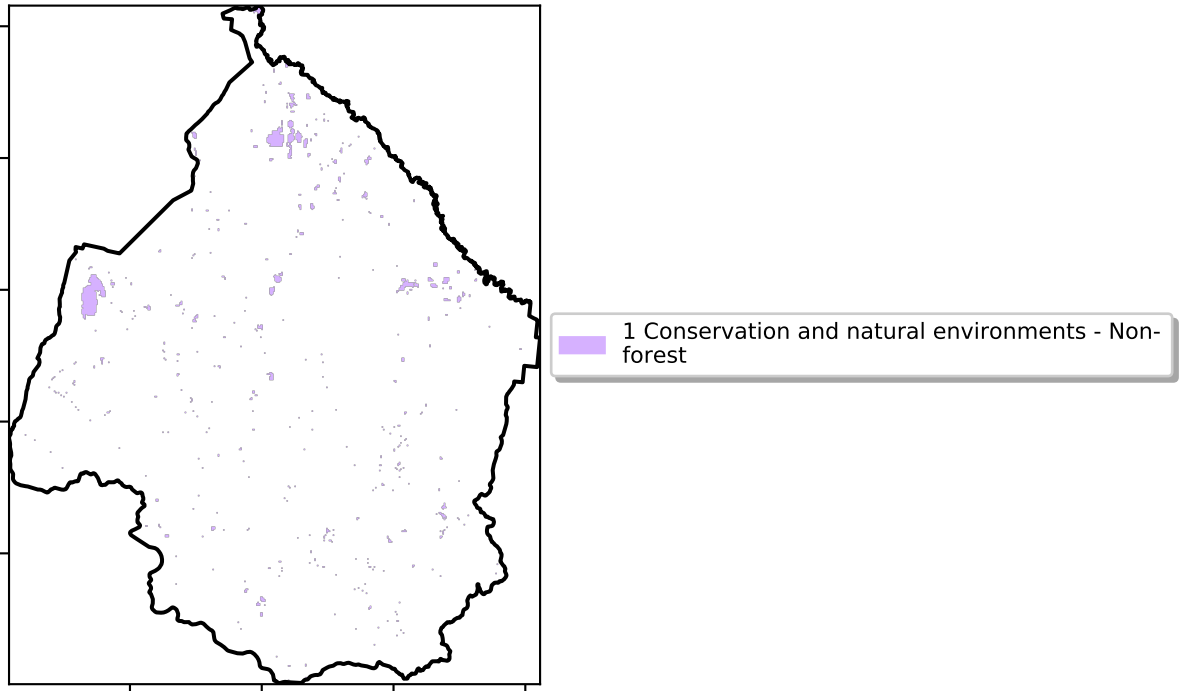 1 Conservation and natural environments - Non-
forest